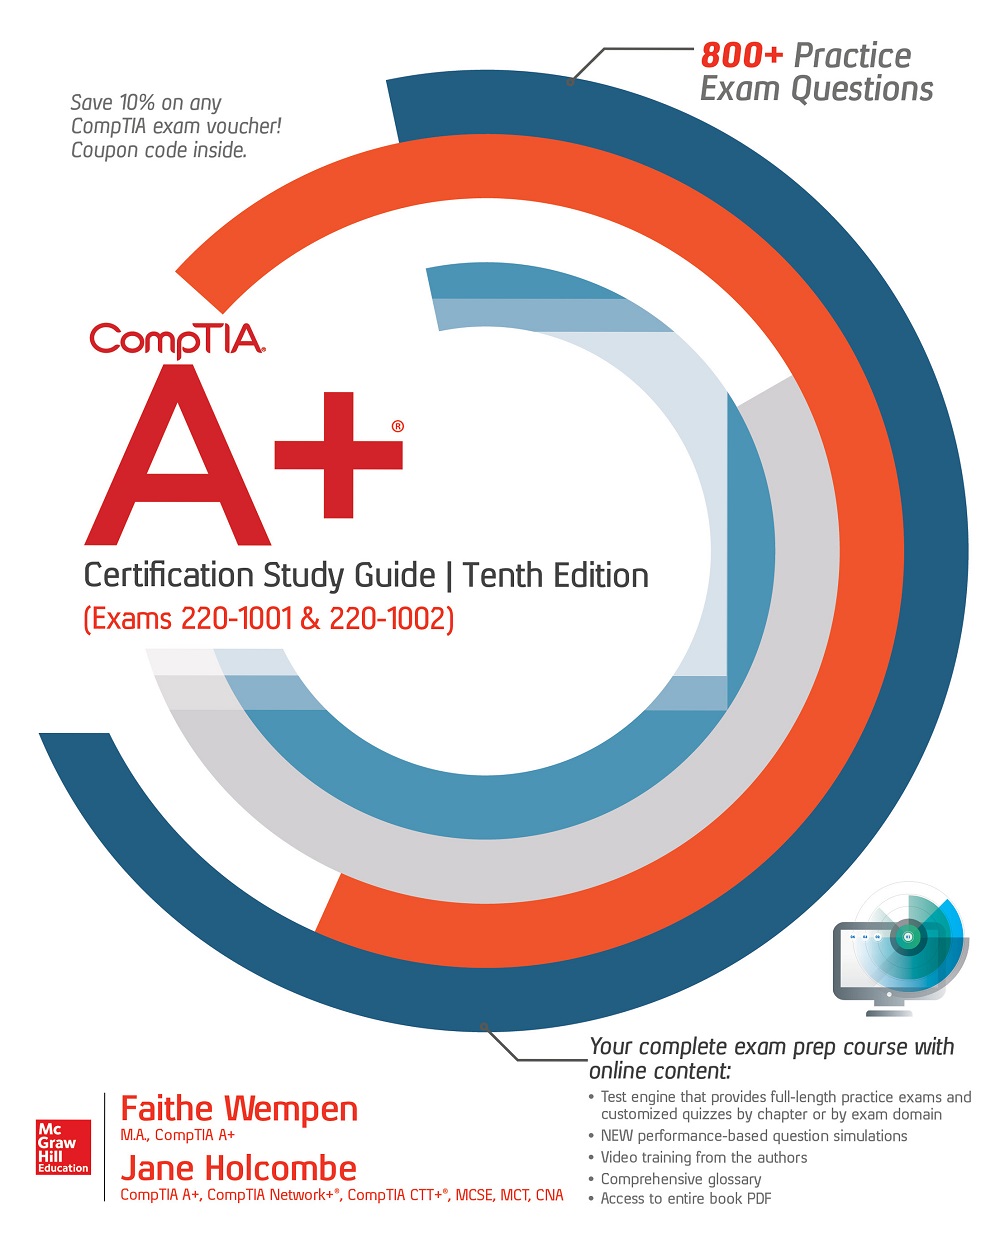 800+ Practice
Exam Questions
Save 10% on any
CompTIA exam voucher!
Coupon code inside.
CompTIA®
A+®
Certification Study Guide | Tenth Edition
(Exams 220-1001 & 220-1002)
Your complete exam prep course with
online content:
• Test engine that provides full-length practice exams and
customized quizzes by chapter or by exam domain
• NEW performance-based question simulations
• Video training from the authors
• Comprehensive glossary
• Access to entire book PDF
Mc
Graw
Hill
Education
Faithe Wempen
M.A., CompTIA A+
Jane Holcombe
CompTIA A+, CompTIA Network+®, CompTIA CTT+®, MCSE, MCT, CNA